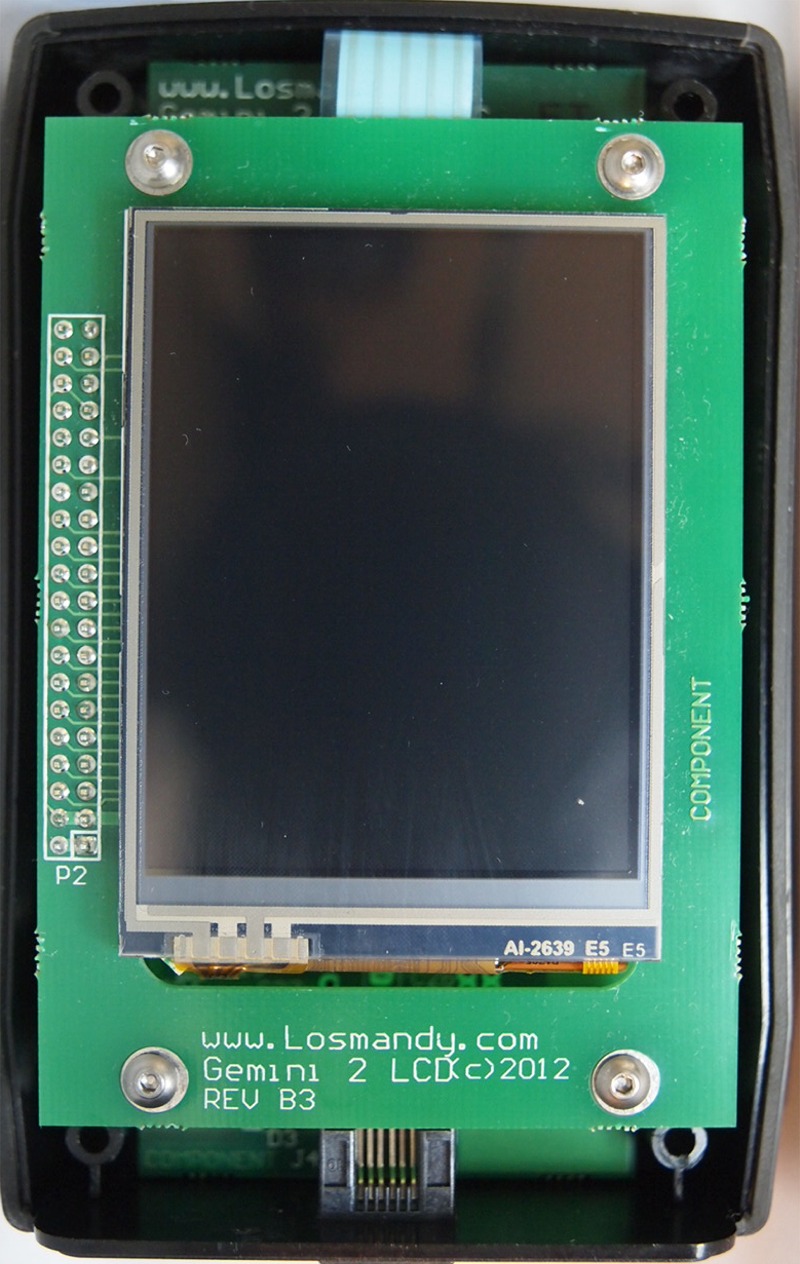 www.Losm
Gemini 2
COMPONENT
P2
AI-2639 E5 E5
www.Losmandy.com
Gemini 2 LCD(c)2012
REV B3
D3
COMPONENT J4